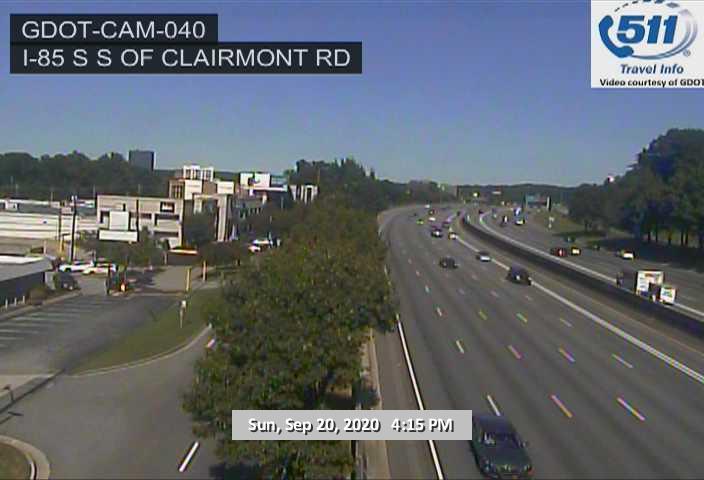 GDOT-CAM-040
I-85 S S OF CLAIRMONT RD
511
®
Travel Info
Video courtesy of GDOT
Sun, Sep 20, 2020 4:15 PM